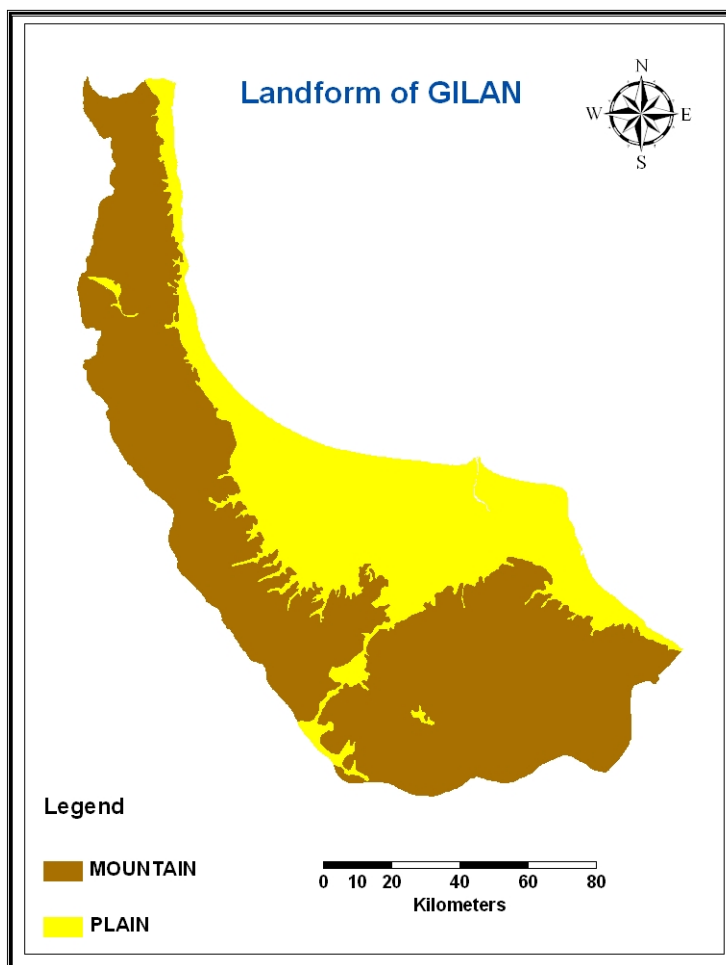 Landform of GILAN
N
W E
S
Legend
MOUNTAIN
PLAIN
0 10 20 40 60 80
Kilometers